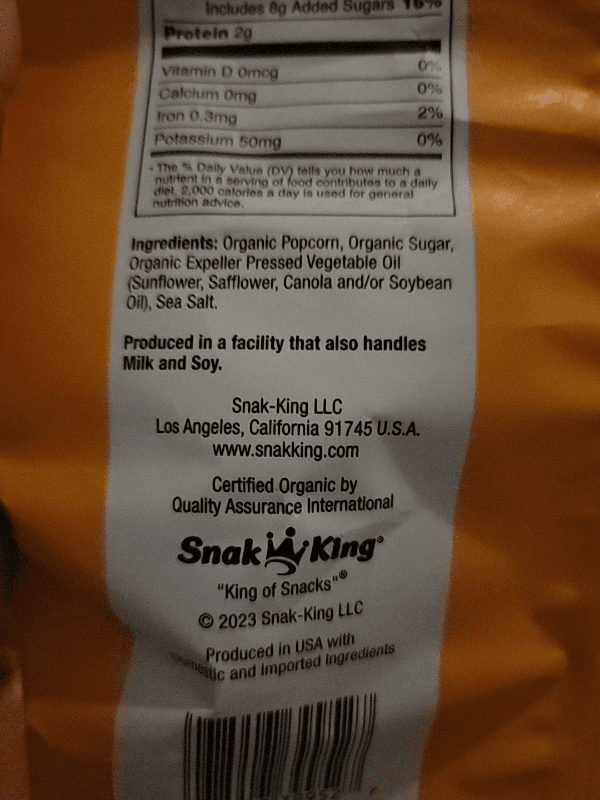 Includes 8g Added Sugars 16%
Protein 2g
Vitamin D 0mcg 0%
Calcium 0mg 0%
Iron 0.3mg 2%
Potassium 50mg 0%
* The % Daily Value (DV) tells you how much a
nutrient in a serving of food contributes to a daily
diet. 2,000 calories a day is used for general
nutrition advice.
Ingredients: Organic Popcorn, Organic Sugar,
Organic Expeller Pressed Vegetable Oil
(Sunflower, Safflower, Canola and/or Soybean
Oil), Sea Salt.
Produced in a facility that also handles
Milk and Soy.
Snak-King LLC
Los Angeles, California 91745 U.S.A.
www.snakking.com
Certified Organic by
Quality Assurance International
Snak King®
"King of Snacks"®
© 2023 Snak-King LLC
Produced in USA with
Domestic and Imported Ingredients